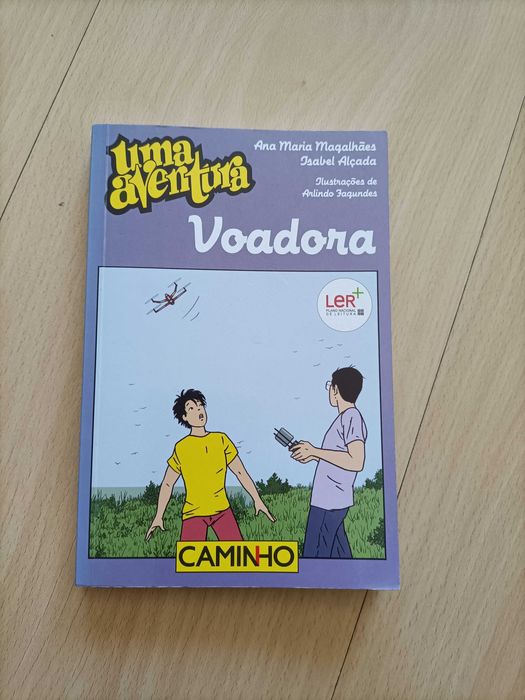 uma
aventura
Ana Maria Magalhães
Isabel Alçada
Ilustrações de
Arlindo Fagundes
Voadora
LER+
PLANO NACIONAL
DE LEITURA
CAMINHO